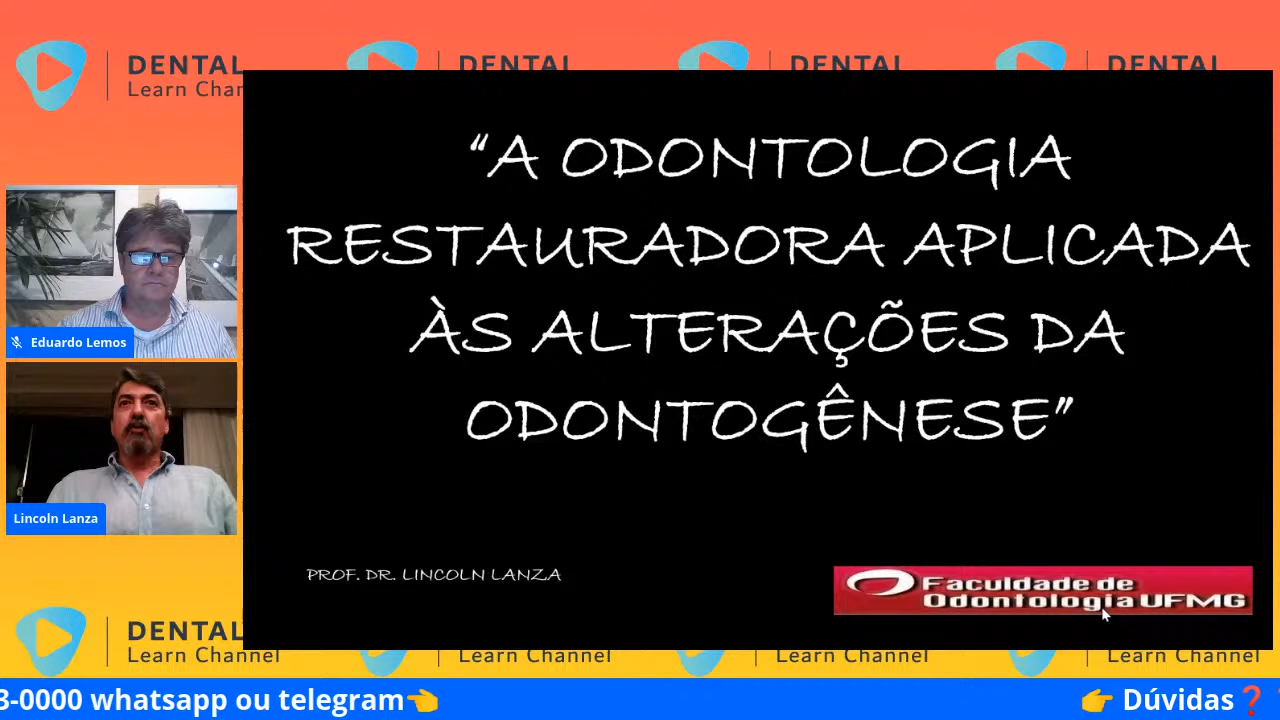 DENTAL
Learn Chan
DENTAL
DENTAL
DENTAL
“A ODONTOLOGIA
RESTAURADORA APLICADA
ÀS ALTERAÇÕES DA
ODONTOGÊNESE”
Eduardo Lemos
Lincoln Lanza
PROF. DR. LINCOLN LANZA
Faculdade de
Odontologia UFMG
DENTAL
Learn Channel
Learn Channel
Learn Channel
Learn Channel
3-0000 whatsapp ou telegram👈
👉 Dúvidas❓